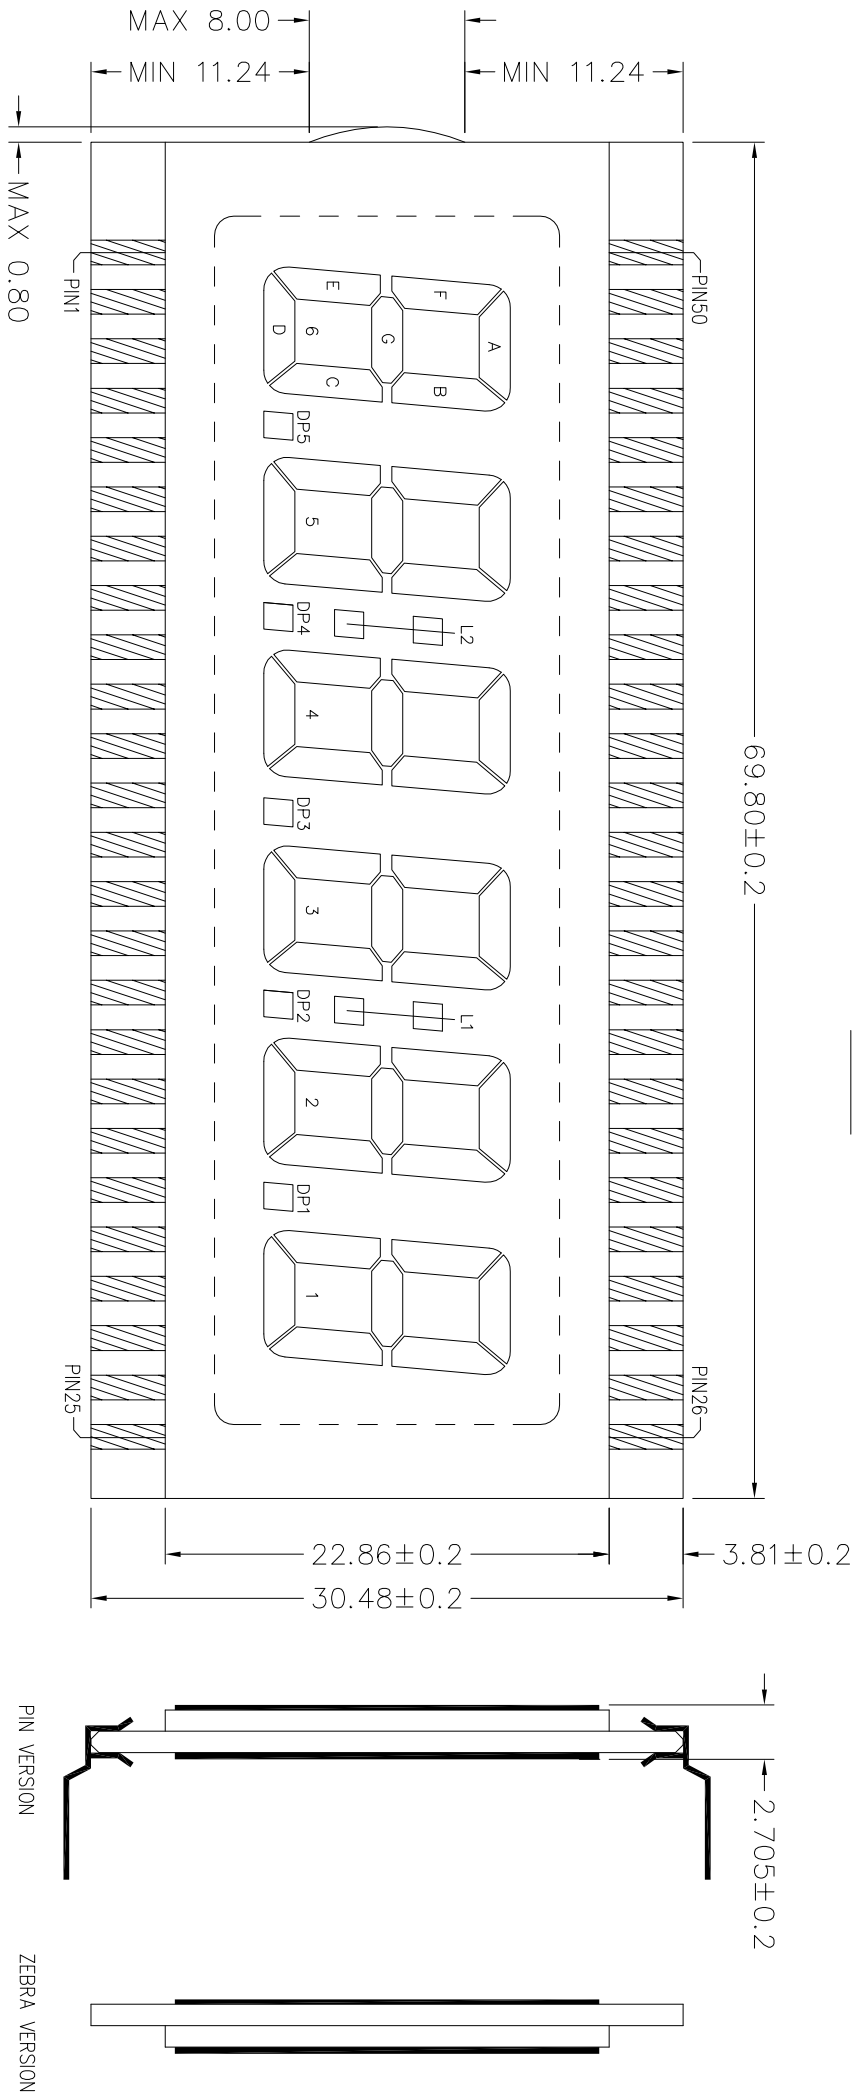 MAX 8.00
MIN 11.24
MIN 11.24
MAX 0.80
PIN1
PIN50
A
F
B
G
E
C
D
6
DP5
5
DP4
L2
4
DP3
3
DP2
L1
2
DP1
1
69.80±0.2
PIN25
PIN26
22.86±0.2
3.81±0.2
30.48±0.2
2.705±0.2
PIN VERSION
ZEBRA VERSION